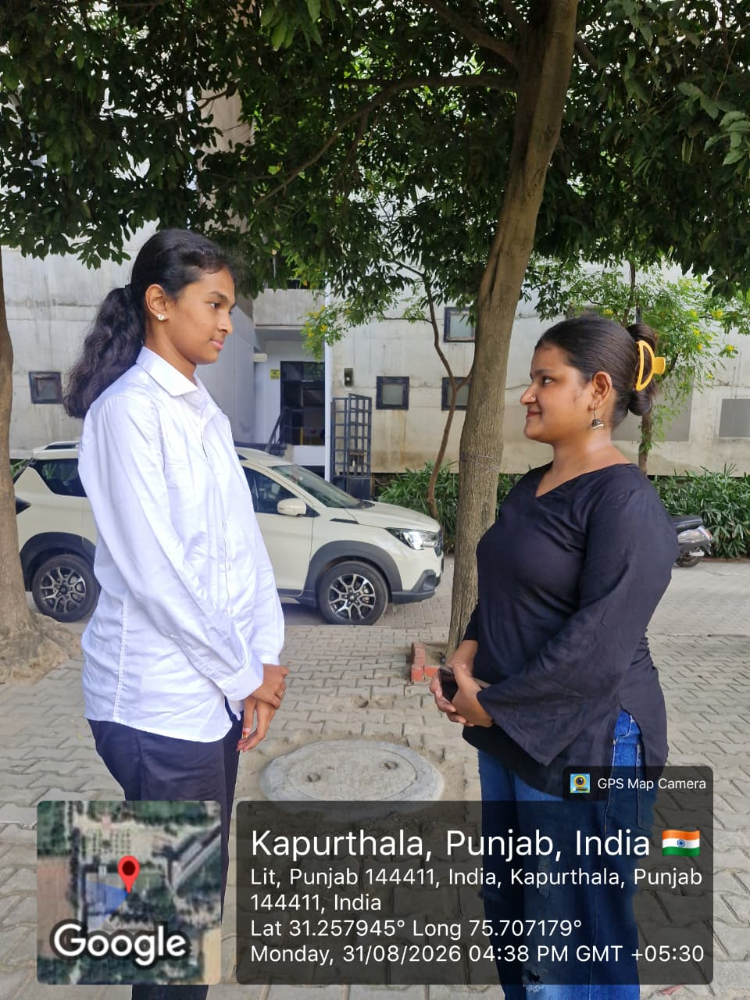 GPS Map Camera
Kapurthala, Punjab, India 🇮🇳
Lit, Punjab 144411, India, Kapurthala, Punjab
144411, India
Lat 31.257945° Long 75.707179°
Monday, 31/08/2026 04:38 PM GMT +05:30
Google